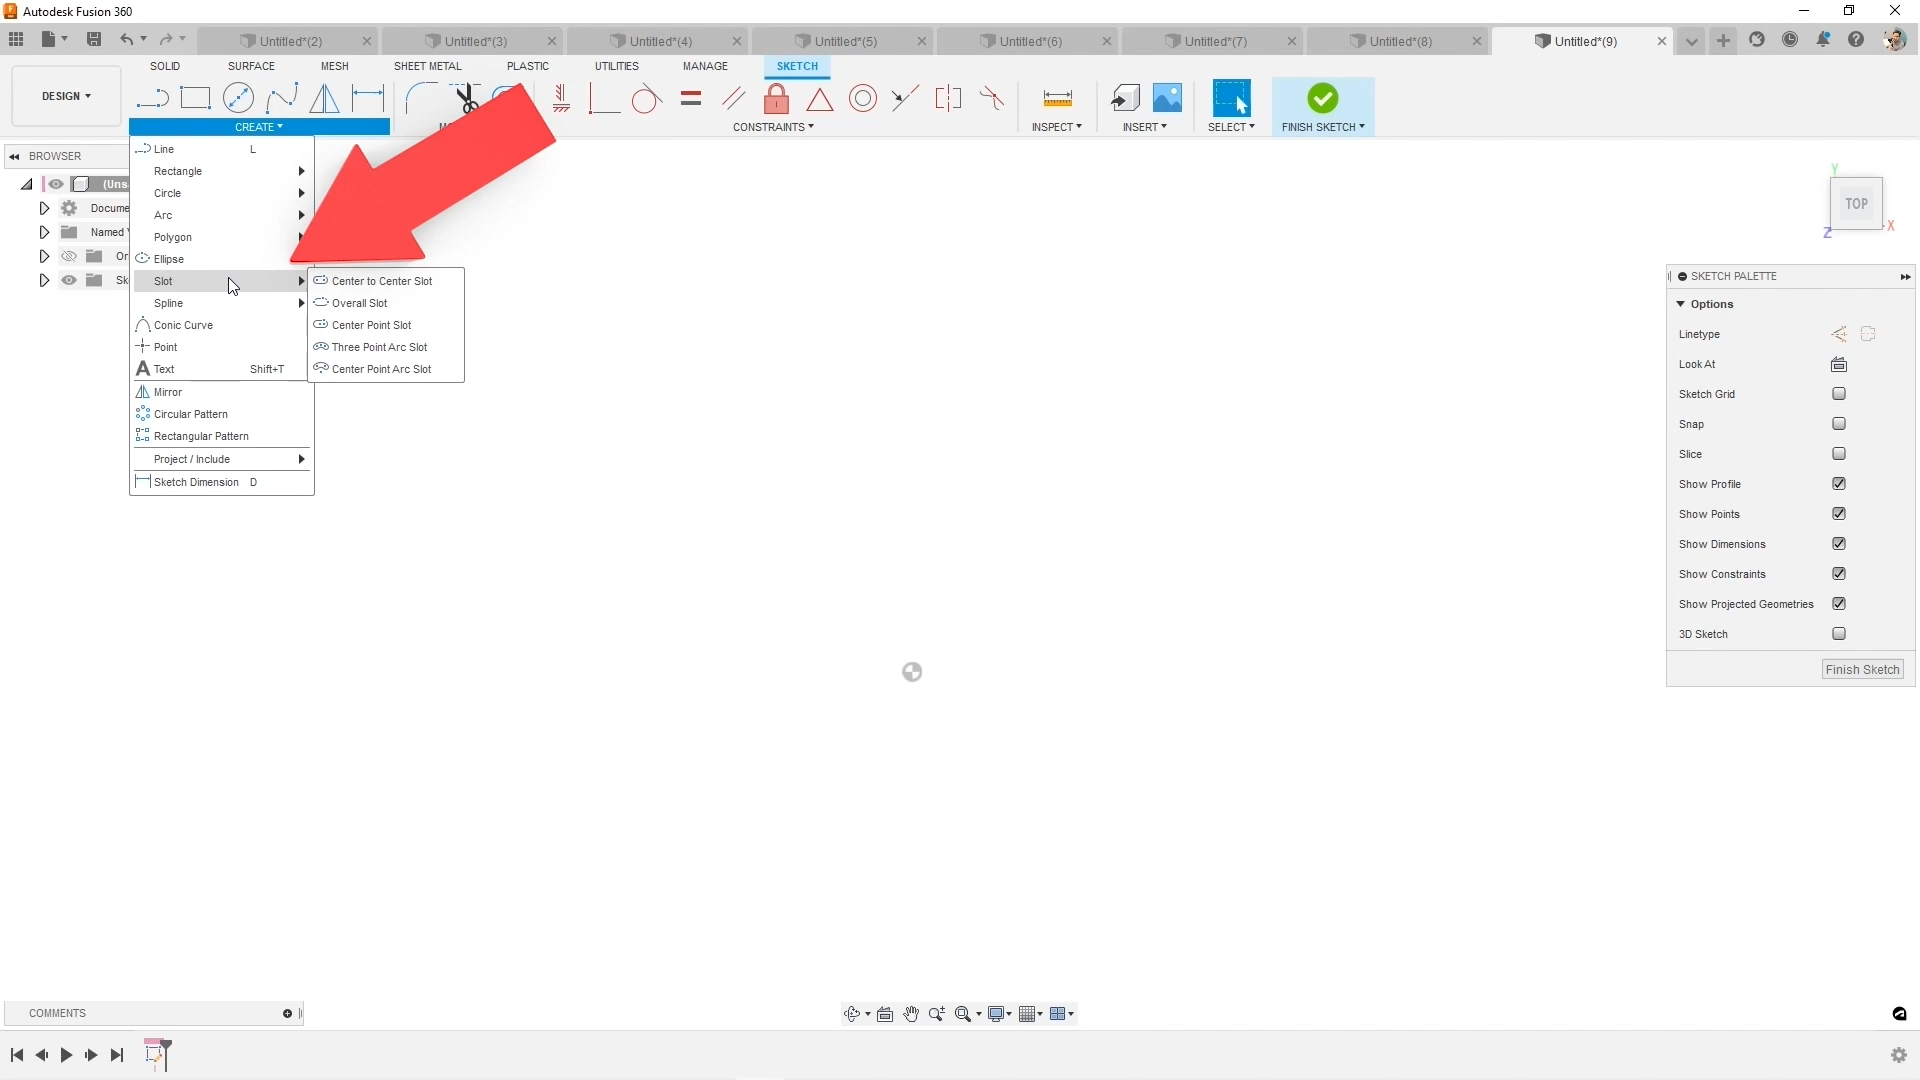 Autodesk Fusion 360
Untitled*(2)
Untitled*(3)
Untitled*(4)
Untitled*(5)
Untitled*(6)
Untitled*(7)
Untitled*(8)
Untitled*(9)
SOLID
SURFACE
MESH
SHEET METAL
PLASTIC
UTILITIES
MANAGE
SKETCH
DESIGN
CREATE
CONSTRAINTS
INSPECT
INSERT
SELECT
FINISH SKETCH
BROWSER
(Uns
Docume
Named
Or
Sk
Line L
Rectangle
Circle
Arc
Polygon
Ellipse
Slot
Spline
Conic Curve
Point
Text Shift+T
Mirror
Circular Pattern
Rectangular Pattern
Project / Include
Sketch Dimension D
Center to Center Slot
Overall Slot
Center Point Slot
Three Point Arc Slot
Center Point Arc Slot
Y
TOP
X
Z
SKETCH PALETTE
Options
Linetype
Look At
Sketch Grid
Snap
Slice
Show Profile
Show Points
Show Dimensions
Show Constraints
Show Projected Geometries
3D Sketch
Finish Sketch
COMMENTS